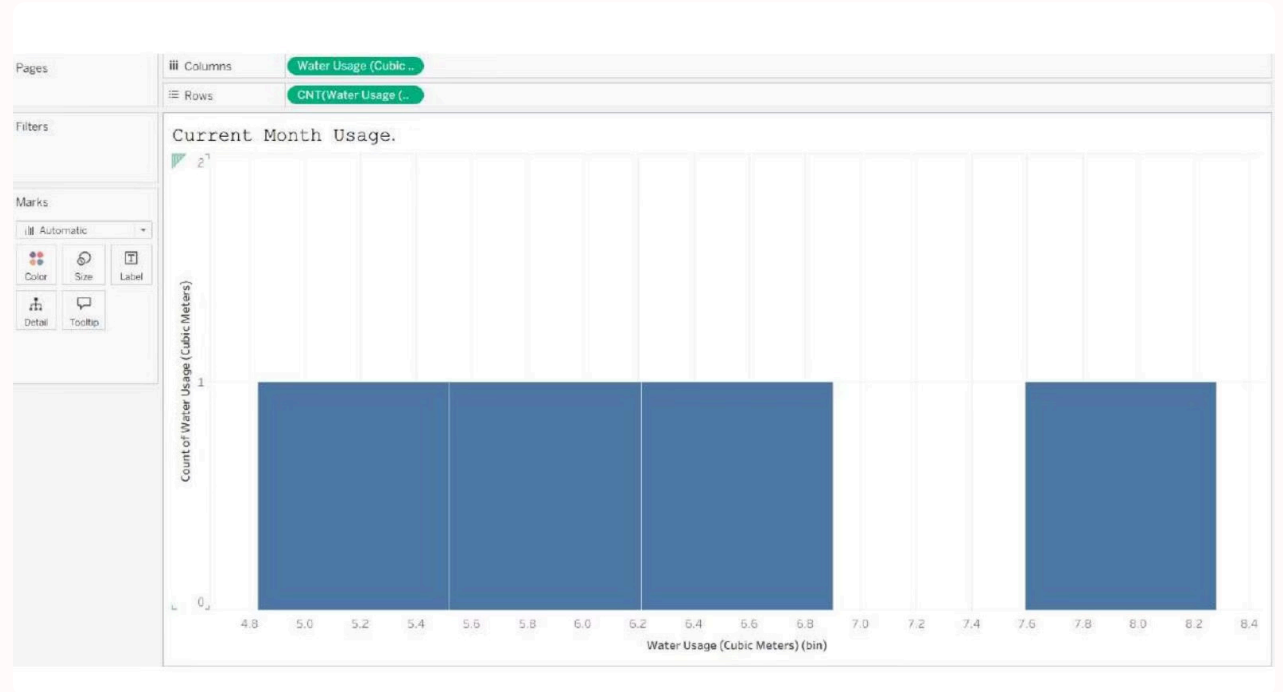 Pages
iii Columns
Water Usage (Cubic ..
Rows
CNT(Water Usage (..
Filters
Current Month Usage.
Marks
Automatic
Color
Size
Label
Detail
Tooltip
Count of Water Usage (Cubic Meters)
2
1
0
4.8 5.0 5.2 5.4 5.6 5.8 6.0 6.2 6.4 6.6 6.8 7.0 7.2 7.4 7.6 7.8 8.0 8.2 8.4
Water Usage (Cubic Meters) (bin)